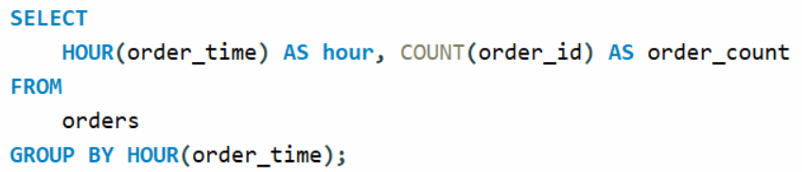 SELECT
HOUR(order_time) AS hour, COUNT(order_id) AS order_count
FROM
orders
GROUP BY HOUR(order_time);